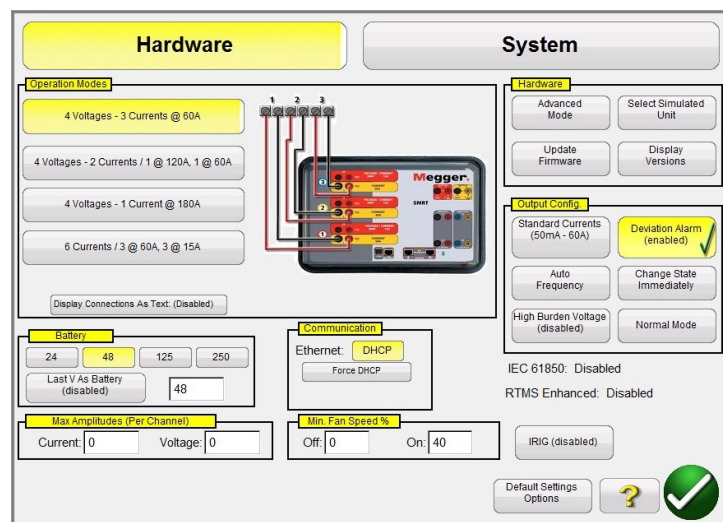 Hardware
System
Operation Modes
4 Voltages - 3 Currents @ 60A
4 Voltages - 2 Currents / 1 @ 120A, 1 @ 60A
4 Voltages - 1 Current @ 180A
6 Currents / 3 @ 60A, 3 @ 15A
Display Connections As Text: (Disabled)
1 2 3
Megger.
SMRT
3
2
1
Hardware
Advanced
Mode
Select Simulated
Unit
Update
Firmware
Display
Versions
Output Config.
Standard Currents
(50mA - 60A)
Deviation Alarm
(enabled)
Auto
Frequency
Change State
Immediately
High Burden Voltage
(disabled)
Normal Mode
Battery
24 48 125 250
Last V As Battery
(disabled)
48
Communication
Ethernet: DHCP
Force DHCP
IEC 61850: Disabled
RTMS Enhanced: Disabled
Max Amplitudes (Per Channel)
Current: 0 Voltage: 0
Min. Fan Speed %
Off: 0 On: 40
IRIG (disabled)
Default Settings
Options
?